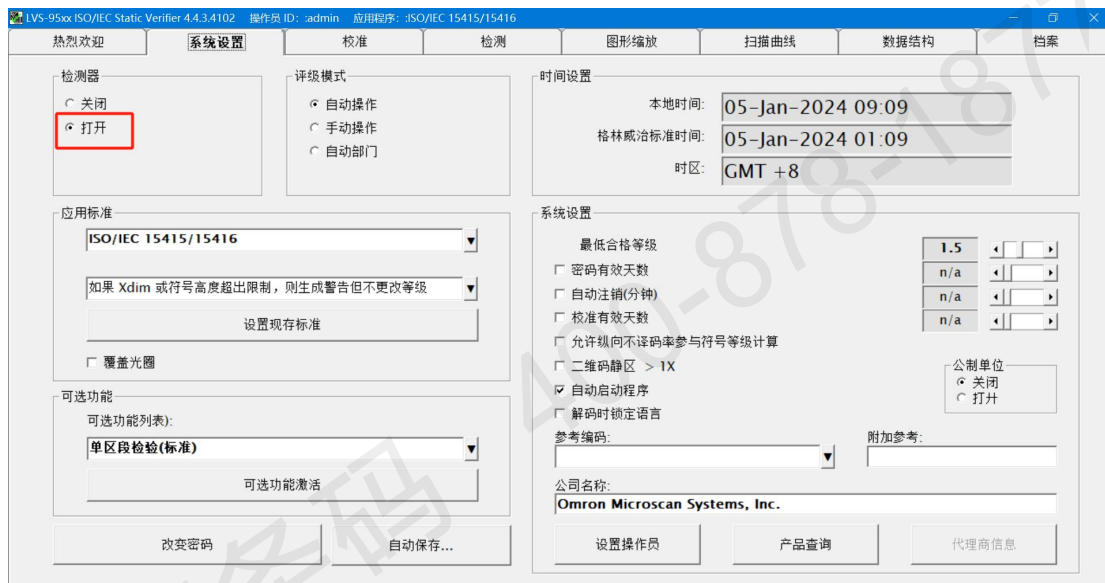 LVS-95xx ISO/IEC Static Verifier 4.4.3.4102 操作员 ID: :admin 应用程序: :ISO/IEC 15415/15416
热烈欢迎 系统设置 校准 检测 图形缩放 扫描曲线 数据结构 档案
检测器
关闭
打开
评级模式
自动操作
手动操作
自动部门
时间设置
本地时间: 05-Jan-2024 09:09
格林威治标准时间: 05-Jan-2024 01:09
时区: GMT +8
应用标准
ISO/IEC 15415/15416
如果 Xdim 或符号高度超出限制，则生成警告但不更改等级
设置现存标准
覆盖光圈
可选功能
可选功能列表):
单区段检验(标准)
可选功能激活
改变密码
自动保存...
系统设置
最低合格等级 1.5
密码有效天数 n/a
自动注销(分钟) n/a
校准有效天数 n/a
允许纵向不译码率参与符号等级计算
二维码静区 > 1X
自动启动程序
解码时锁定语言
公制单位
关闭
打开
参考编码:
附加参考:
公司名称:
Omron Microscan Systems, Inc.
设置操作员
产品查询
代理商信息
条码 400-878-1877